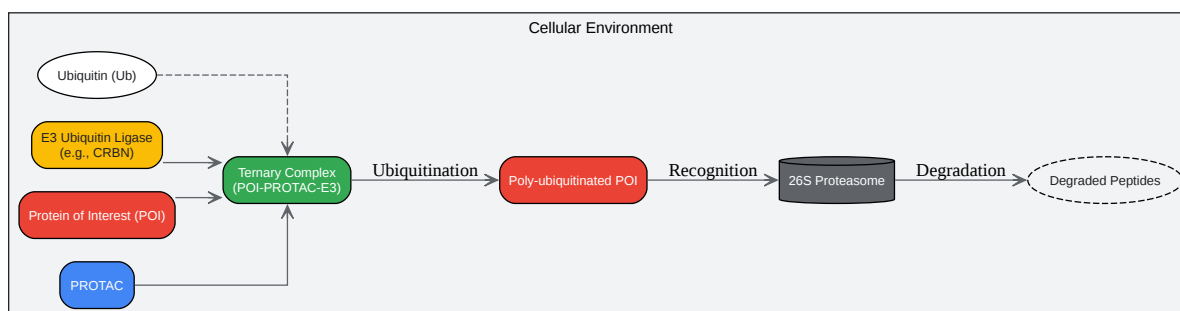 Cellular Environment
Ubiquitin (Ub)
E3 Ubiquitin Ligase
(e.g., CRBN)
Protein of Interest (POI)
PROTAC
Ternary Complex
(POI-PROTAC-E3)
Ubiquitination
Poly-ubiquitinated POI
Recognition
26S Proteasome
Degradation
Degraded Peptides